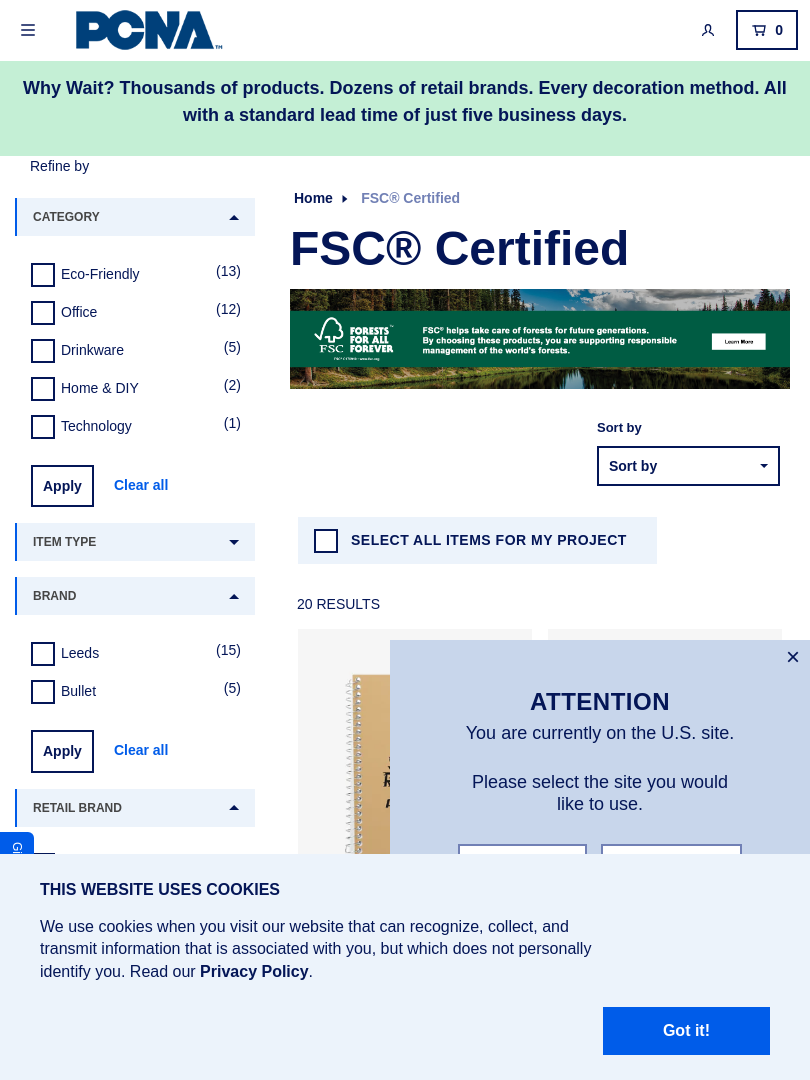 PCNA™
0
Why Wait? Thousands of products. Dozens of retail brands. Every decoration method. All
with a standard lead time of just five business days.
Refine by
CATEGORY
Eco-Friendly (13)
Office (12)
Drinkware (5)
Home & DIY (2)
Technology (1)
Apply Clear all
ITEM TYPE
BRAND
Leeds (15)
Bullet (5)
Apply Clear all
RETAIL BRAND
Home FSC® Certified
FSC® Certified
FSC
FORESTS
FOR ALL
FOREVER™
FSC® helps take care of forests for future generations.
By choosing these products, you are supporting responsible
management of the world's forests.
Learn More
Sort by
Sort by
SELECT ALL ITEMS FOR MY PROJECT
20 RESULTS
ATTENTION
You are currently on the U.S. site.
Please select the site you would
like to use.
THIS WEBSITE USES COOKIES
We use cookies when you visit our website that can recognize, collect, and
transmit information that is associated with you, but which does not personally
identify you. Read our Privacy Policy.
Got it!